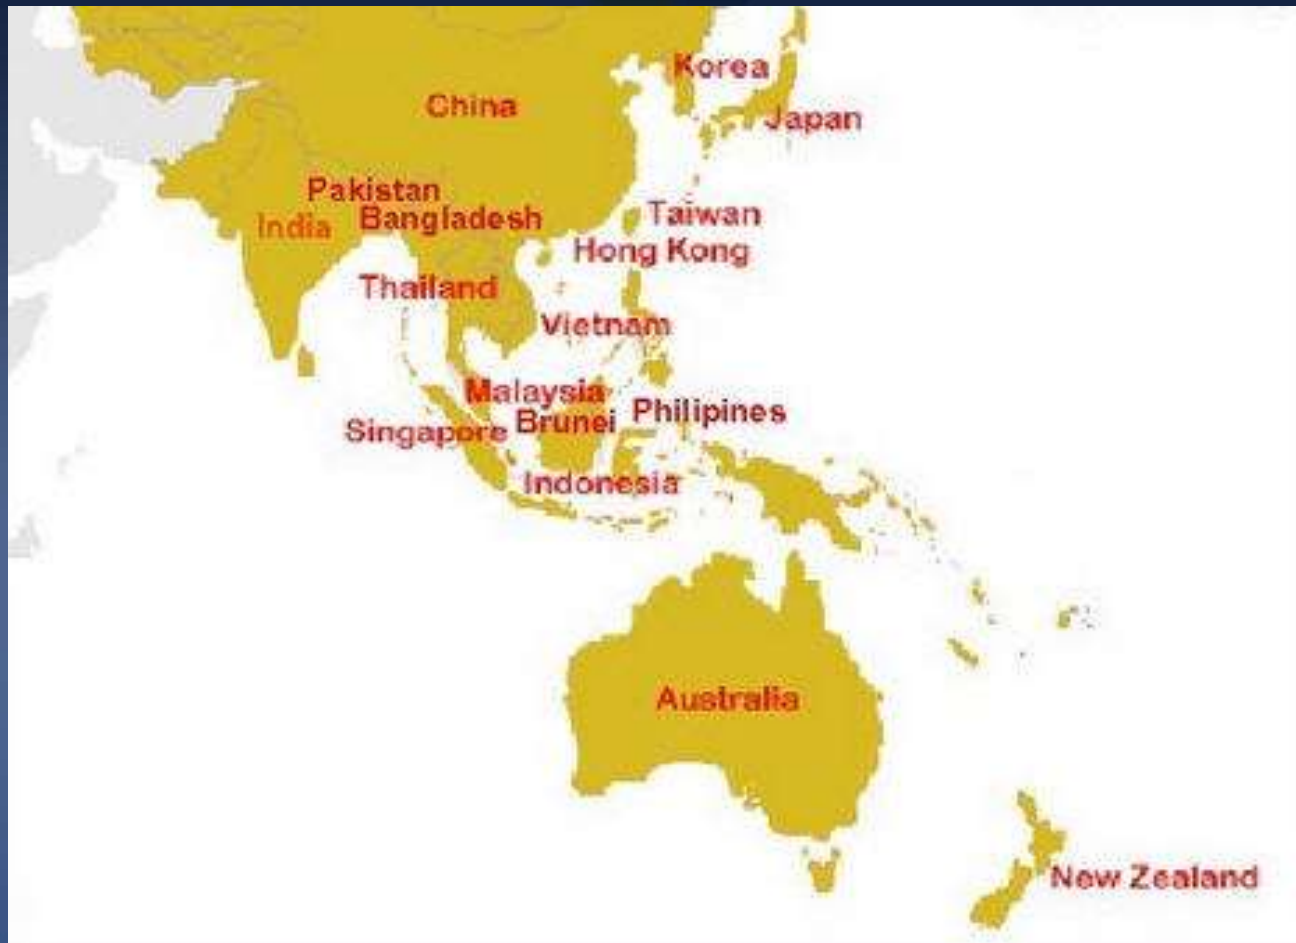 Korea
China
Japan
Pakistan
Taiwan
Bangladesh
India
Hong Kong
Thailand
Vietnam
Malaysia
Philipines
Brunei
Singapore
Indonesia
Australia
New Zealand